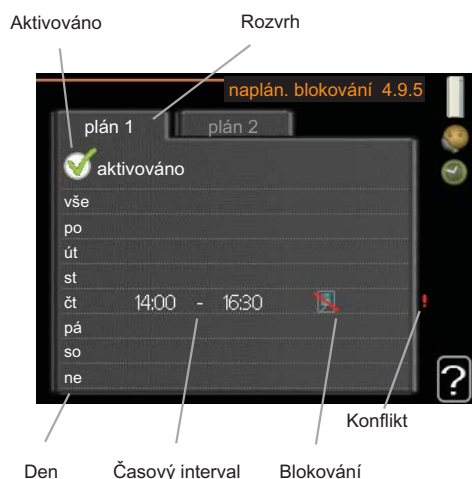 Aktivováno
Rozvrh
naplán. blokování 4.9.5
plán 1
plán 2
aktivováno
vše
po
út
st
čt 14:00 - 16:30
pá
so
ne
!
?
Konflikt
Den
Časový interval
Blokování